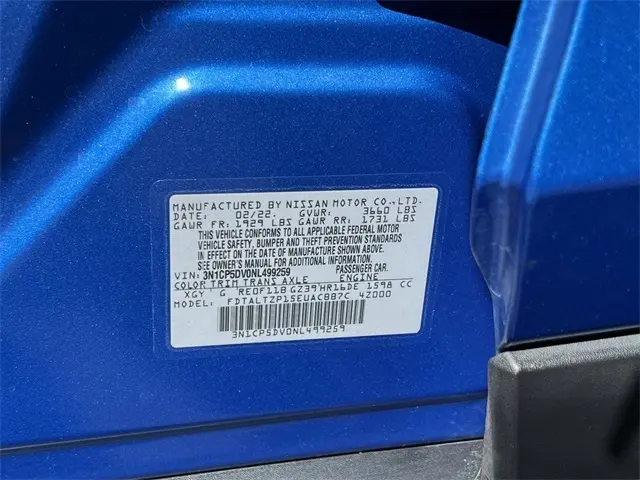 MANUFACTURED BY NISSAN MOTOR CO.,LTD.
DATE: 02/22. GVWR: 3660 LBS
GAWR FR: 1929 LBS GAWR RR: 1731 LBS
THIS VEHICLE CONFORMS TO ALL APPLICABLE FEDERAL
VEHICLE SAFETY, BUMPER AND THEFT PREVENTION STANDARDS
IN EFFECT ON THE DATE OF MANUFACTURE SHOWN ABOVE.
SEE OWNER'S MANUAL FOR ADDITIONAL INFORMATION
VIN: 3N1CP5DV0NL499259 PASSENGER CAR.
COLOR TRIM TRANS AXLE ENGINE
XGY G RE0F11B GZ39 HR16DE 1598 CC
MODEL: FDTALTZP15EUACBB7C 4Z000
3N1CP5DV0NL499259